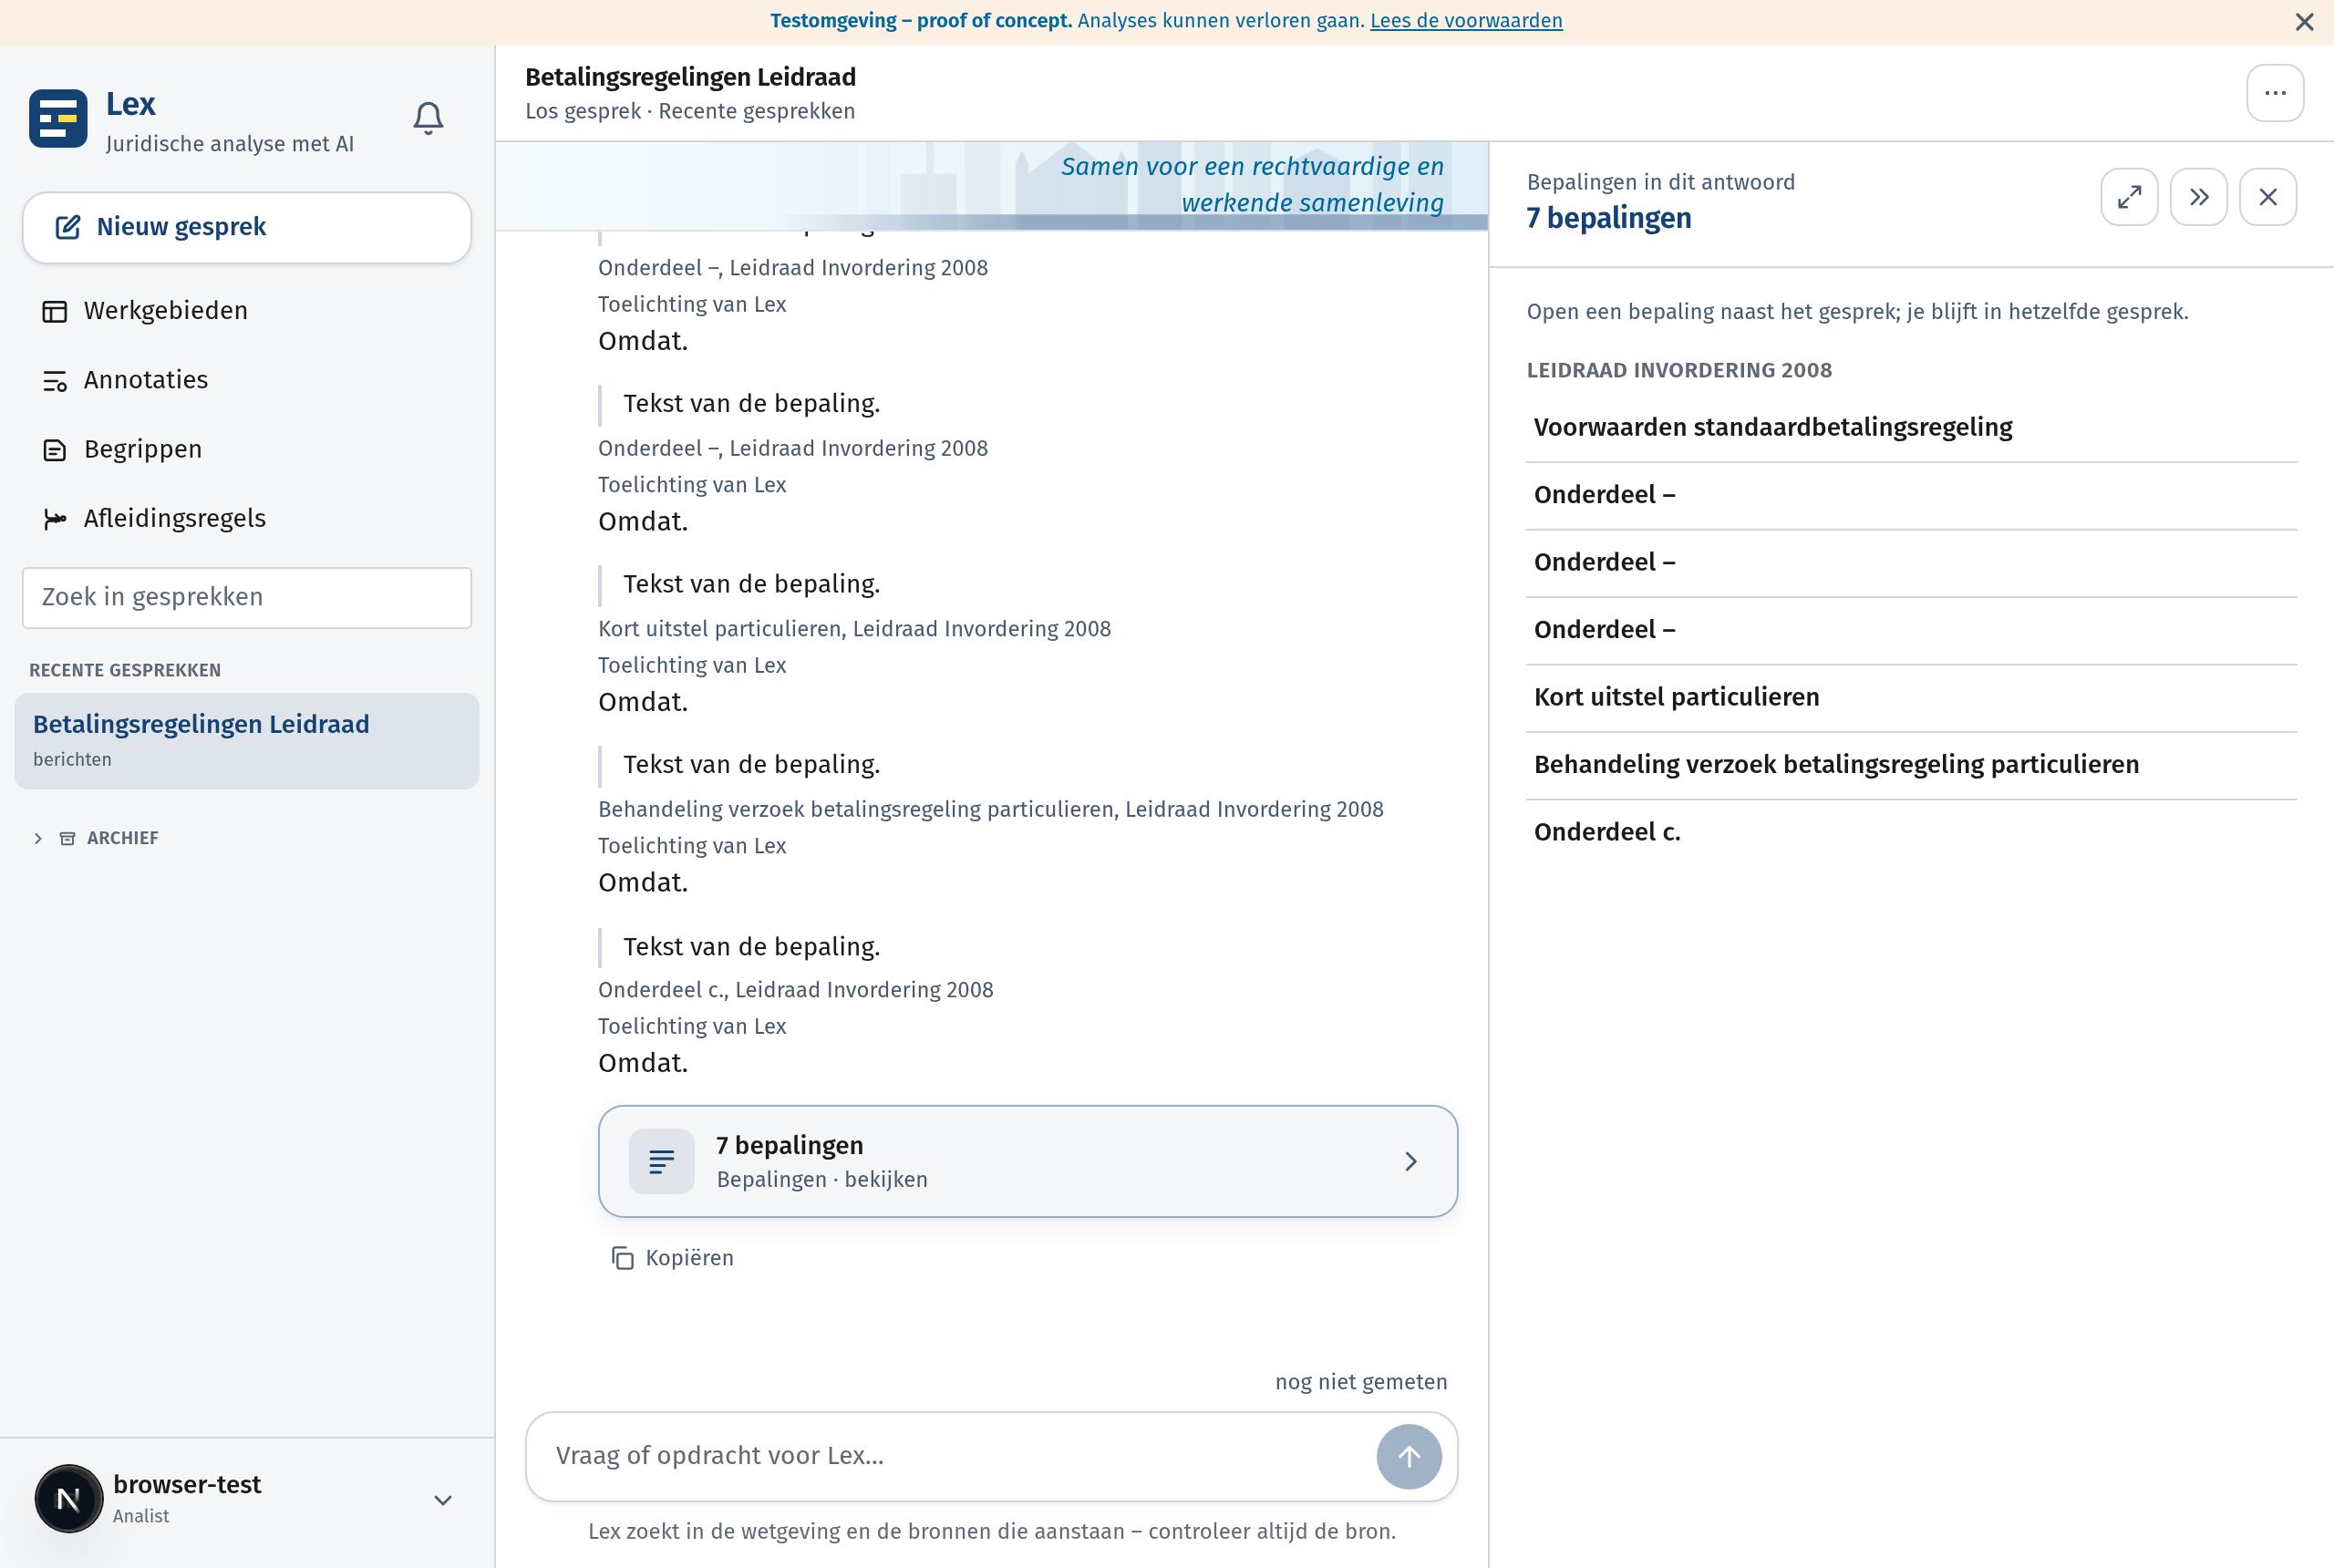 Testomgeving – proof of concept. Analyses kunnen verloren gaan. Lees de voorwaarden
Lex
Juridische analyse met AI
Nieuw gesprek
Werkgebieden
Annotaties
Begrippen
Afleidingsregels
Zoek in gesprekken
RECENTE GESPREKKEN
Betalingsregelingen Leidraad
berichten
ARCHIEF
browser-test
Analist
Betalingsregelingen Leidraad
Los gesprek · Recente gesprekken
Samen voor een rechtvaardige en
werkende samenleving
Onderdeel –, Leidraad Invordering 2008
Toelichting van Lex
Omdat.
Tekst van de bepaling.
Onderdeel –, Leidraad Invordering 2008
Toelichting van Lex
Omdat.
Tekst van de bepaling.
Kort uitstel particulieren, Leidraad Invordering 2008
Toelichting van Lex
Omdat.
Tekst van de bepaling.
Behandeling verzoek betalingsregeling particulieren, Leidraad Invordering 2008
Toelichting van Lex
Omdat.
Tekst van de bepaling.
Onderdeel c., Leidraad Invordering 2008
Toelichting van Lex
Omdat.
7 bepalingen
Bepalingen · bekijken
Kopiëren
nog niet gemeten
Vraag of opdracht voor Lex...
Lex zoekt in de wetgeving en de bronnen die aanstaan – controleer altijd de bron.
Bepalingen in dit antwoord
7 bepalingen
Open een bepaling naast het gesprek; je blijft in hetzelfde gesprek.
LEIDRAAD INVORDERING 2008
Voorwaarden standaardbetalingsregeling
Onderdeel –
Onderdeel –
Onderdeel –
Kort uitstel particulieren
Behandeling verzoek betalingsregeling particulieren
Onderdeel c.